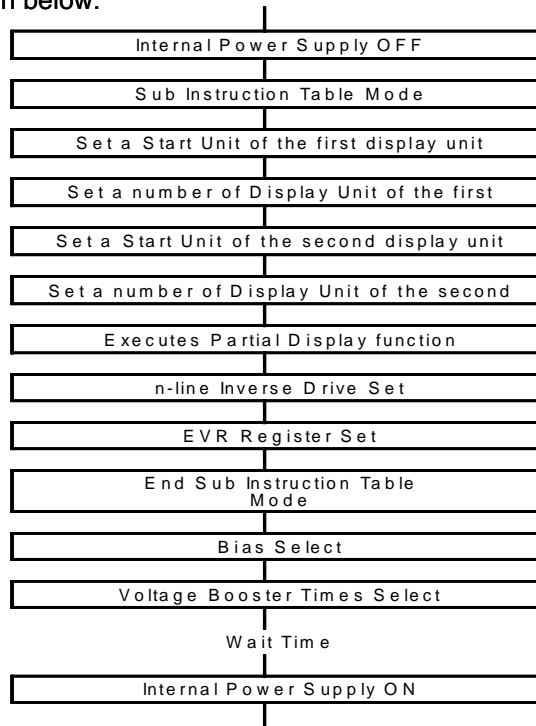 n below.
Internal Power Supply OFF
Sub Instruction Table Mode
Set a Start Unit of the first display unit
Set a number of Display Unit of the first
Set a Start Unit of the second display unit
Set a number of Display Unit of the second
Executes Partial Display function
n-line Inverse Drive Set
EVR Register Set
End Sub Instruction Table
Mode
Bias Select
Voltage Booster Times Select
Wait Time
Internal Power Supply ON